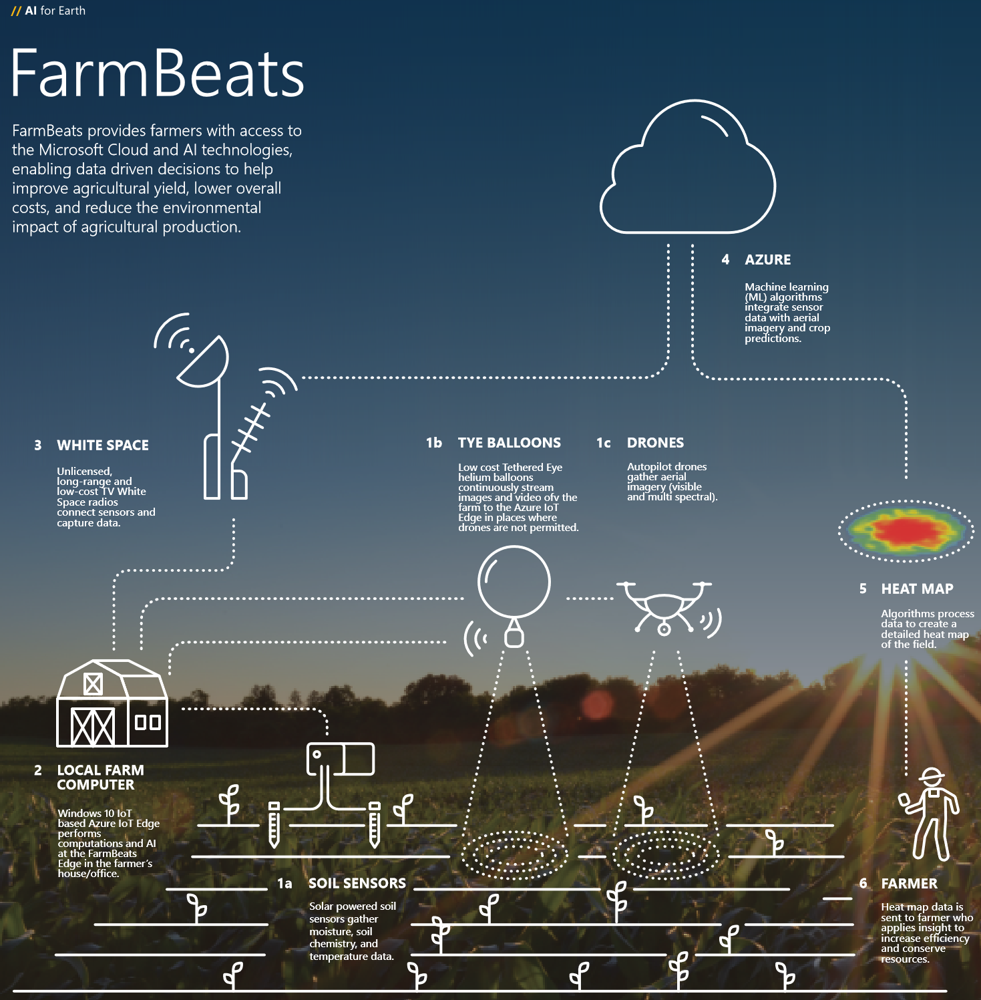 // AI for Earth
FarmBeats
FarmBeats provides farmers with access to
the Microsoft Cloud and AI technologies,
enabling data driven decisions to help
improve agricultural yield, lower overall
costs, and reduce the environmental
impact of agricultural production.
4 AZURE
Machine learning
(ML) algorithms
integrate sensor
data with aerial
imagery and crop
predictions.
3 WHITE SPACE
Unlicensed,
long-range and
low-cost TV White
Space radios
connect sensors and
capture data.
1b TYE BALLOONS
Low cost Tethered Eye
helium balloons
continuously stream
images and video ofv the
farm to the Azure IoT
Edge in places where
drones are not permitted.
1c DRONES
Autopilot drones
gather aerial
imagery (visible
and multi spectral).
5 HEAT MAP
Algorithms process
data to create a
detailed heat map
of the field.
2 LOCAL FARM
COMPUTER
Windows 10 IoT
based Azure IoT Edge
performs
computations and AI
at the FarmBeats
Edge in the farmer's
house/office.
1a SOIL SENSORS
Solar powered soil
sensors gather
moisture, soil
chemistry, and
temperature data.
6 FARMER
Heat map data is
sent to farmer who
applies insight to
increase efficiency
and conserve
resources.